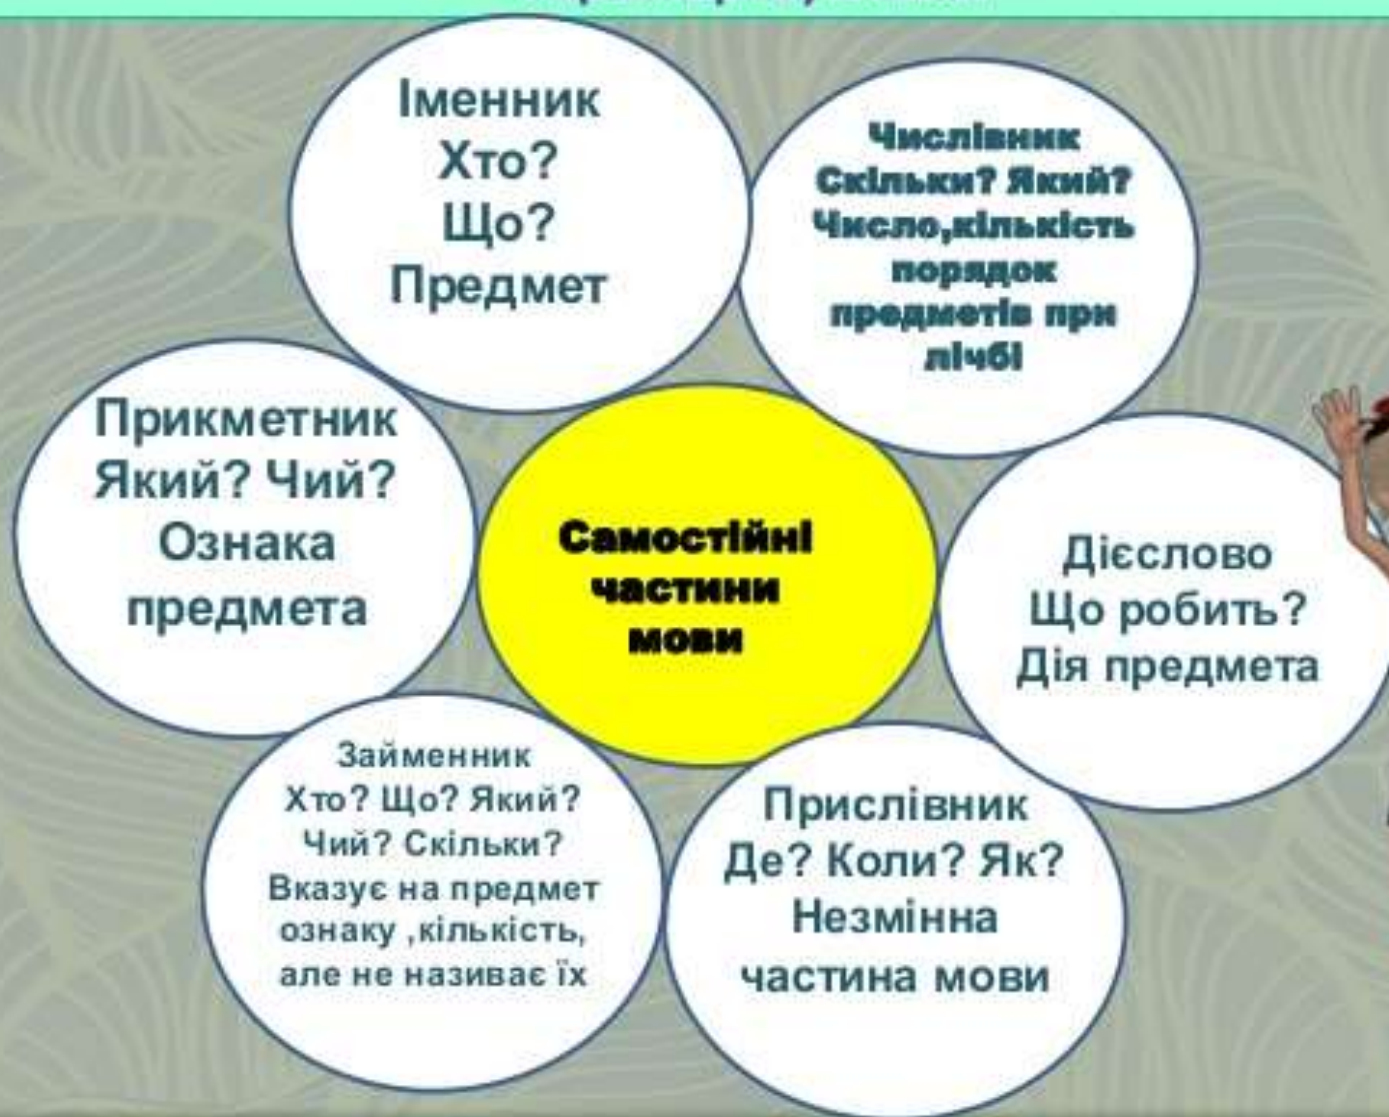 Іменник
Хто?
Що?
Предмет
Числівник
Скільки? Який?
Число,кількість
порядок
предметів при
лічбі
Прикметник
Який? Чий?
Ознака
предмета
Самостійні
частини
мови
Дієслово
Що робить?
Дія предмета
Займенник
Хто? Що? Який?
Чий? Скільки?
Вказує на предмет
ознаку ,кількість,
але не називає їх
Прислівник
Де? Коли? Як?
Незмінна
частина мови